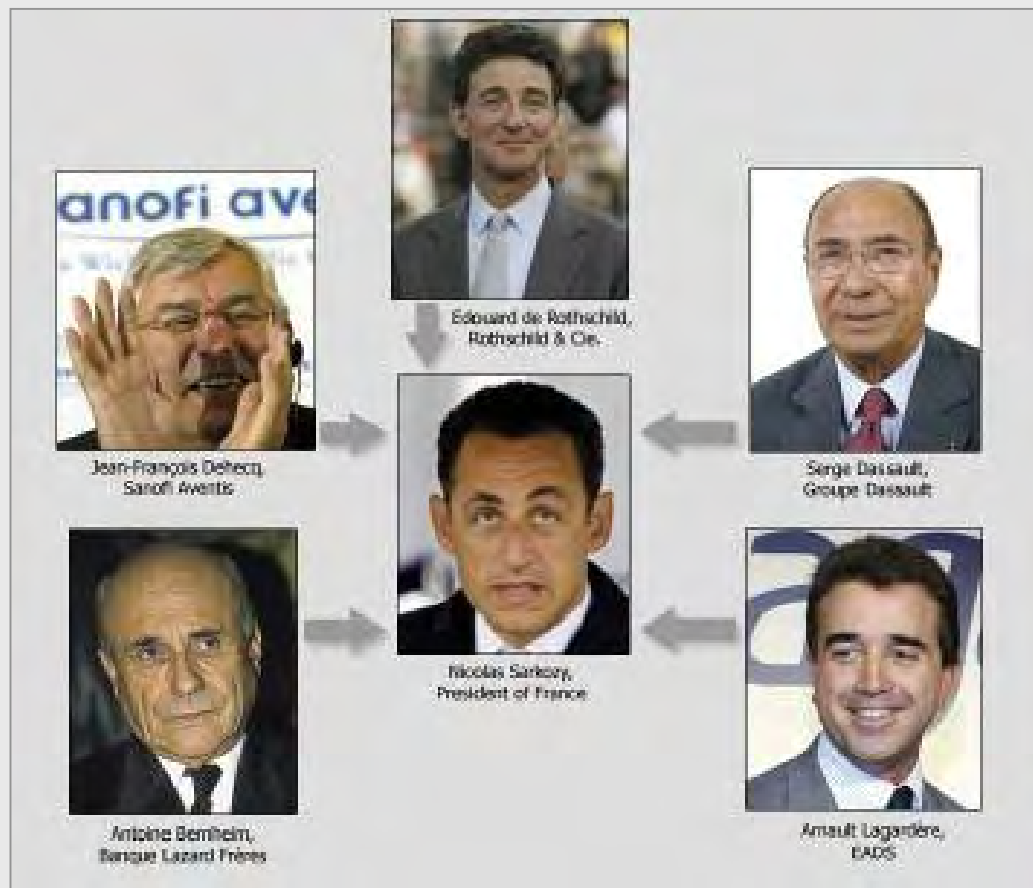 Edouard de Rothschild,
Rothschild & Cie.
anofi ave
Jean-François Dehecq,
Sanofi Aventis
Serge Dassault,
Groupe Dassault
Nicolas Sarkozy,
President of France
Antoine Bernheim,
Banque Lazard Frères
Arnault Lagardère,
EADS